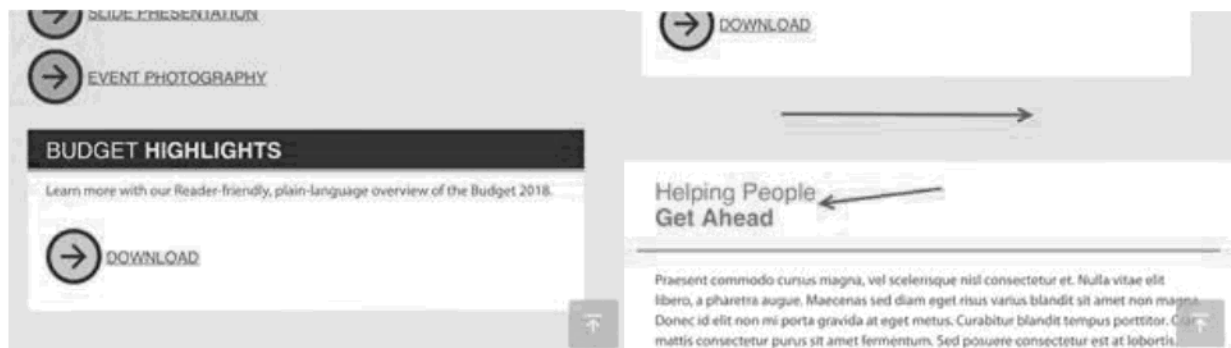 SLIDE PRESENTATION
EVENT PHOTOGRAPHY
BUDGET HIGHLIGHTS
Learn more with our Reader-friendly, plain-language overview of the Budget 2018.
DOWNLOAD
DOWNLOAD
Helping People
Get Ahead
Praesent commodo cursus magna, vel scelerisque nisl consectetur et. Nulla vitae elit
libero, a pharetra augue. Maecenas sed diam eget risus varius blandit sit amet non magna.
Donec id elit non mi porta gravida at eget metus. Curabitur blandit tempus porttitor.
mattis consectetur purus sit amet fermentum. Sed posuere consectetur est at lobortis.